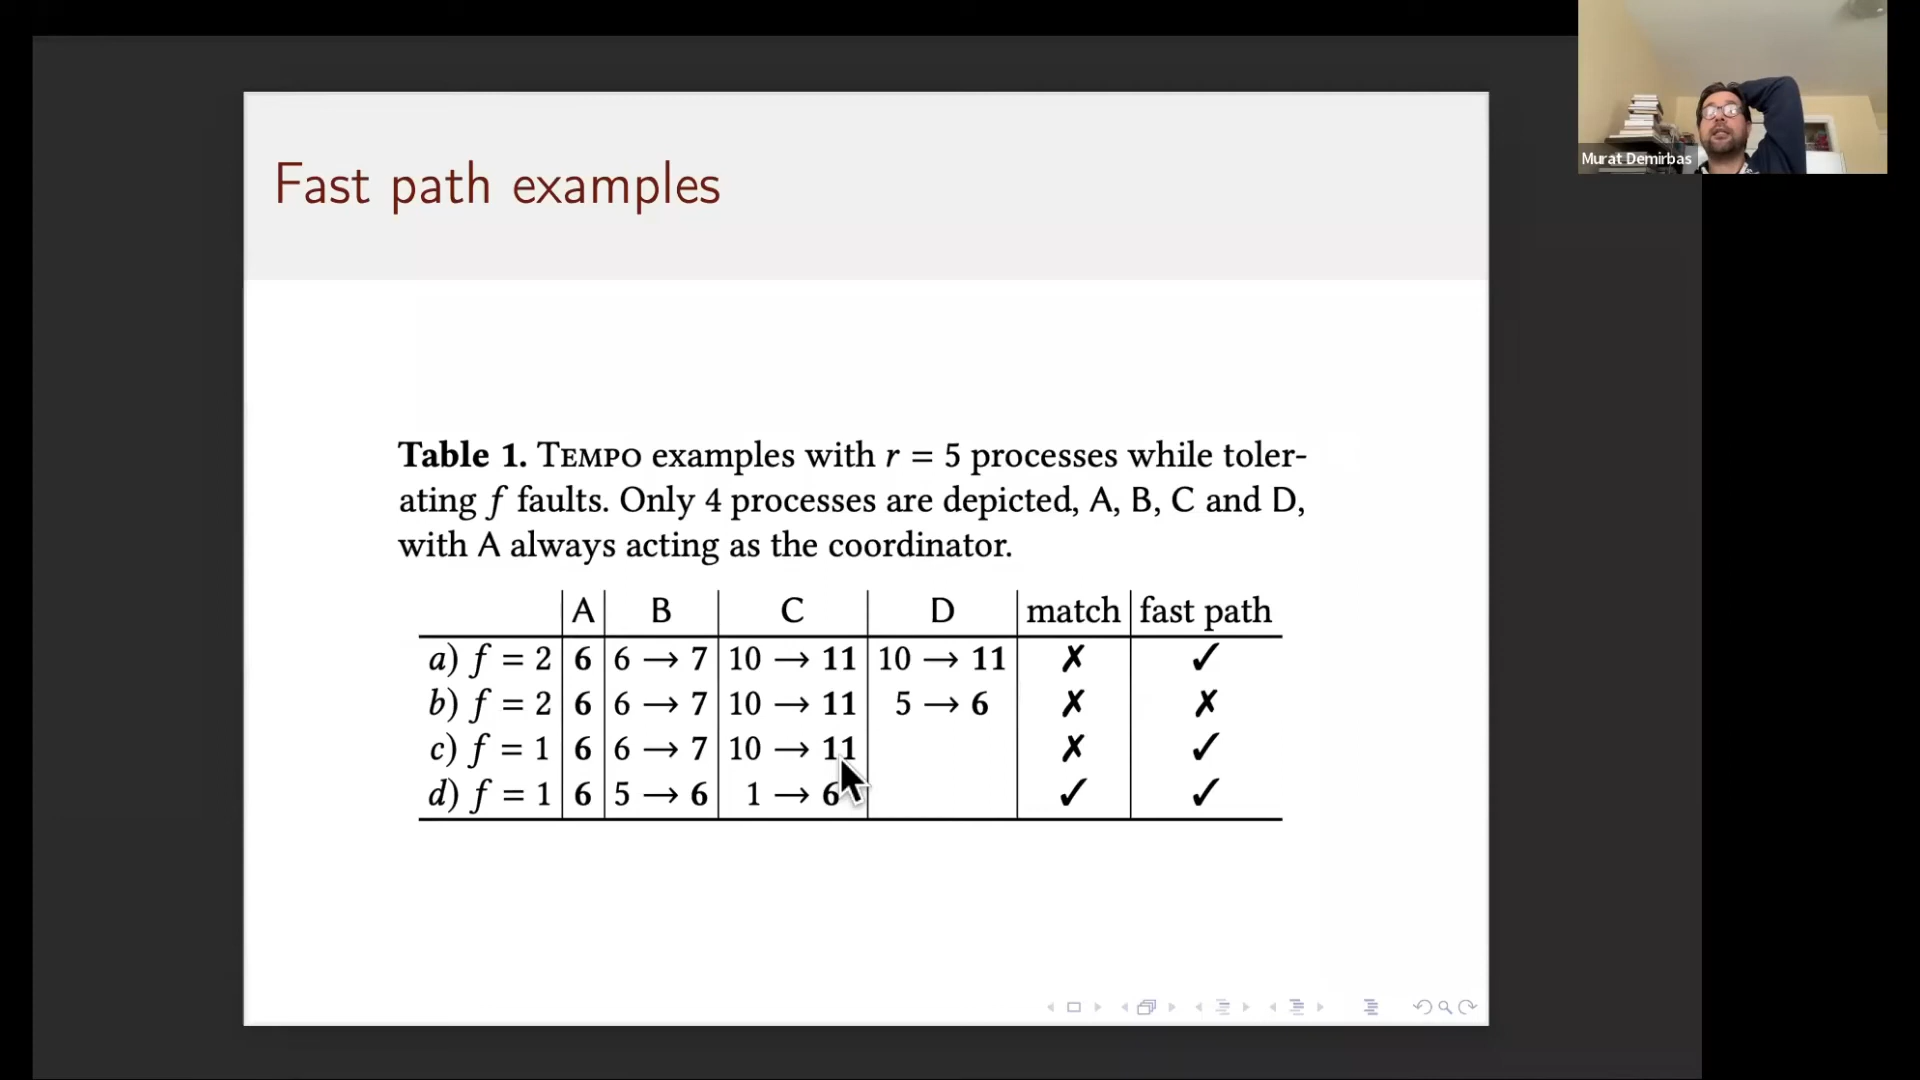 Murat Demirbas
Fast path examples
Table 1. TEMPO examples with r = 5 processes while toler-
ating f faults. Only 4 processes are depicted, A, B, C and D,
with A always acting as the coordinator.
A B C D match fast path
a) f = 2 6 6 → 7 10 → 11 10 → 11 ✗ ✓
b) f = 2 6 6 → 7 10 → 11 5 → 6 ✗ ✗
c) f = 1 6 6 → 7 10 → 11 ✗ ✓
d) f = 1 6 5 → 6 1 → 6 ✓ ✓